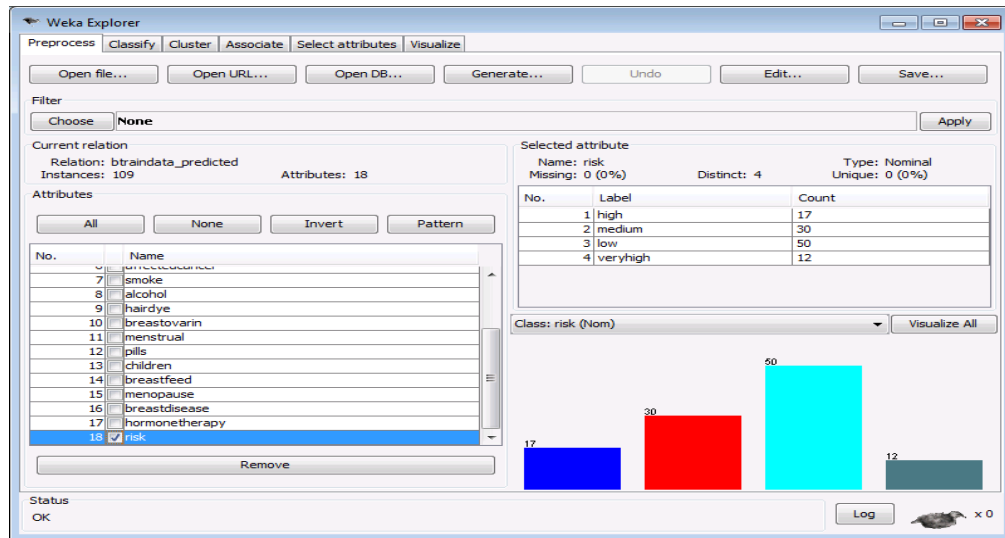 Weka Explorer
Preprocess Classify Cluster Associate Select attributes Visualize
Open file... Open URL... Open DB... Generate... Undo Edit... Save...
Filter
Choose None Apply
Current relation
Relation: btraindata_predicted
Instances: 109 Attributes: 18
Attributes
All None Invert Pattern
No. Name
7 smoke
8 alcohol
9 hairdye
10 breastovarin
11 menstrual
12 pills
13 children
14 breastfeed
15 menopause
16 breastdisease
17 hormonetherapy
18 risk
Remove
Selected attribute
Name: risk Type: Nominal
Missing: 0 (0%) Distinct: 4 Unique: 0 (0%)
No. Label Count
1 high 17
2 medium 30
3 low 50
4 veryhigh 12
Class: risk (Nom) Visualize All
17
30
50
12
Status
OK
Log x 0